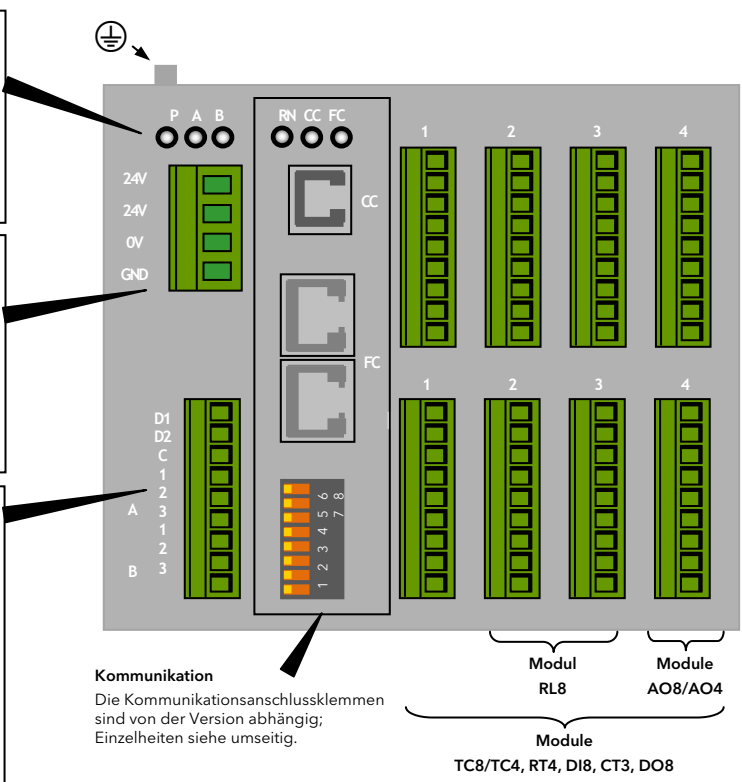 P A B
RN CC FC
1 2 3 4
24V
24V
0V
GND
CC
FC
1 2 3 4
D1
D2
C
1
2
A 3
1
2
B 3
1 2 3 4 5 6
7 8
Kommunikation
Die Kommunikationsanschlussklemmen
sind von der Version abhängig;
Einzelheiten siehe umseitig.
Modul
RL8
Module
AO8/AO4
Module
TC8/TC4, RT4, DI8, CT3, DO8